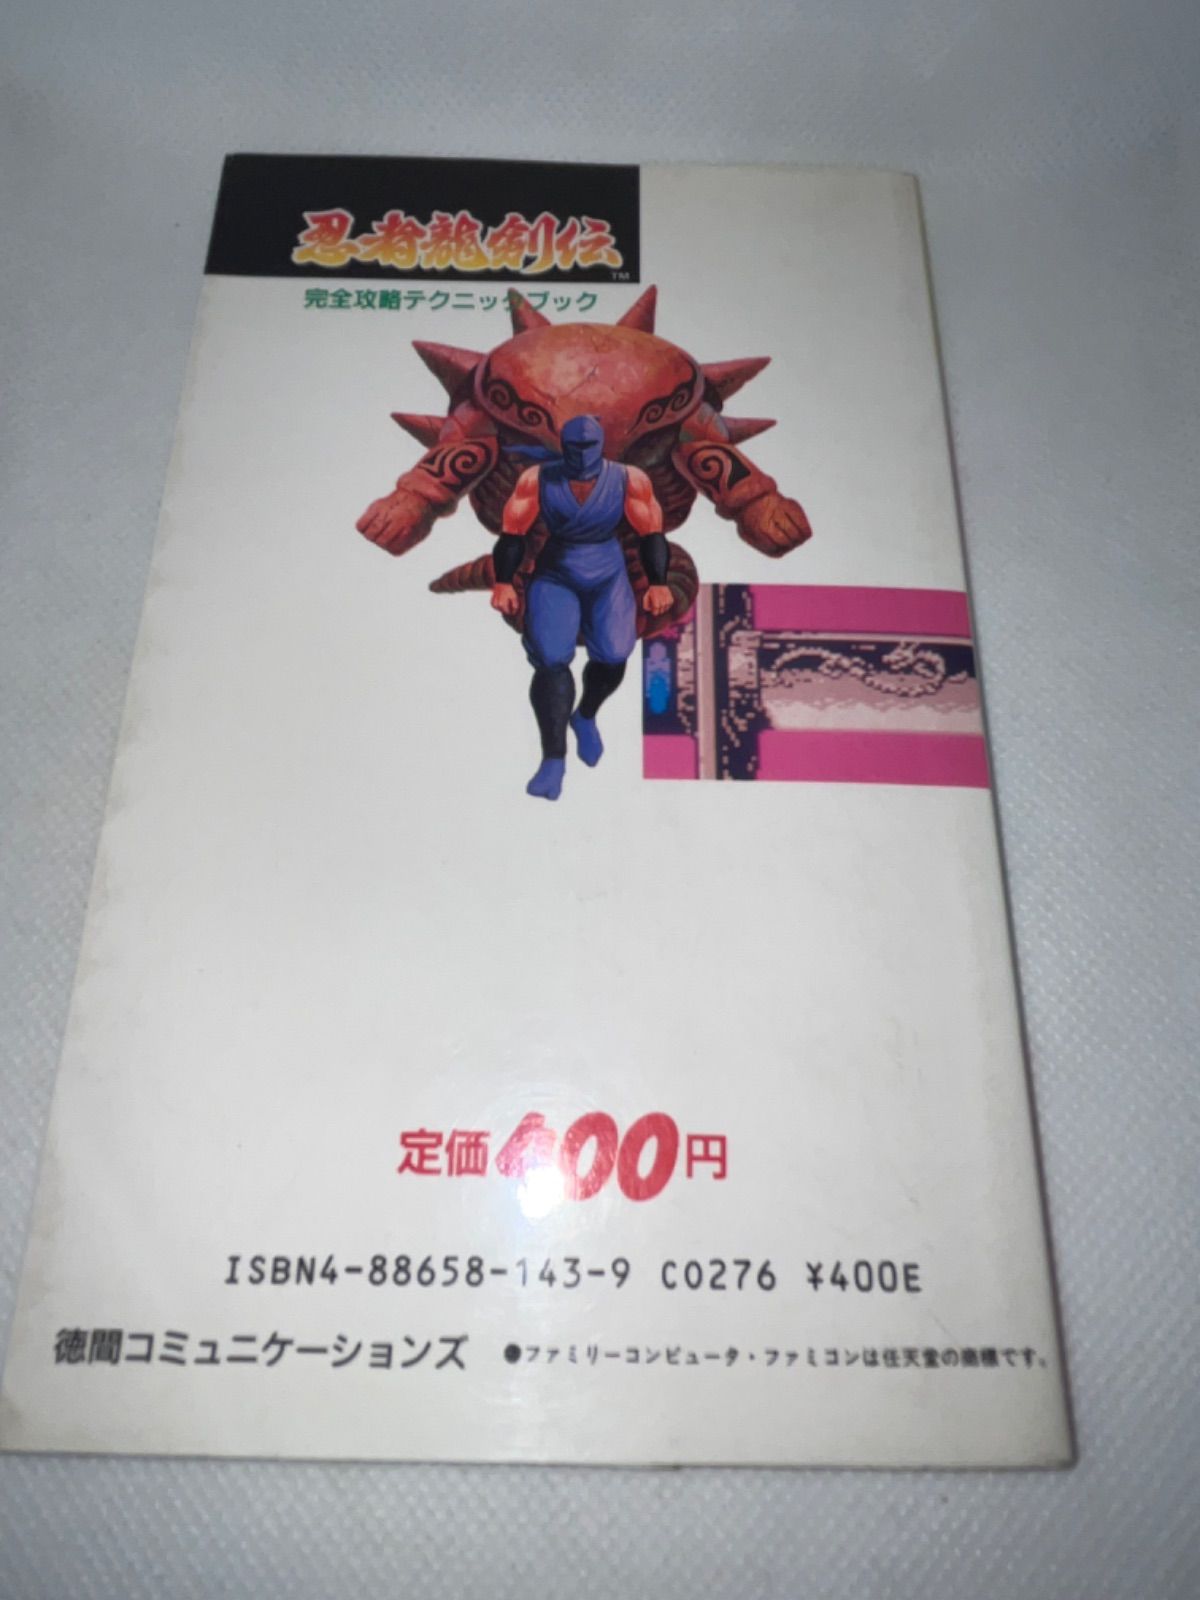 忍者龍剣伝
TM
完全攻略テクニックブック
定価400円
ISBN4-88658-143-9 C0276 ¥400E
徳間コミュニケーションズ ●ファミリーコンピュータ・ファミコンは任天堂の商標です。